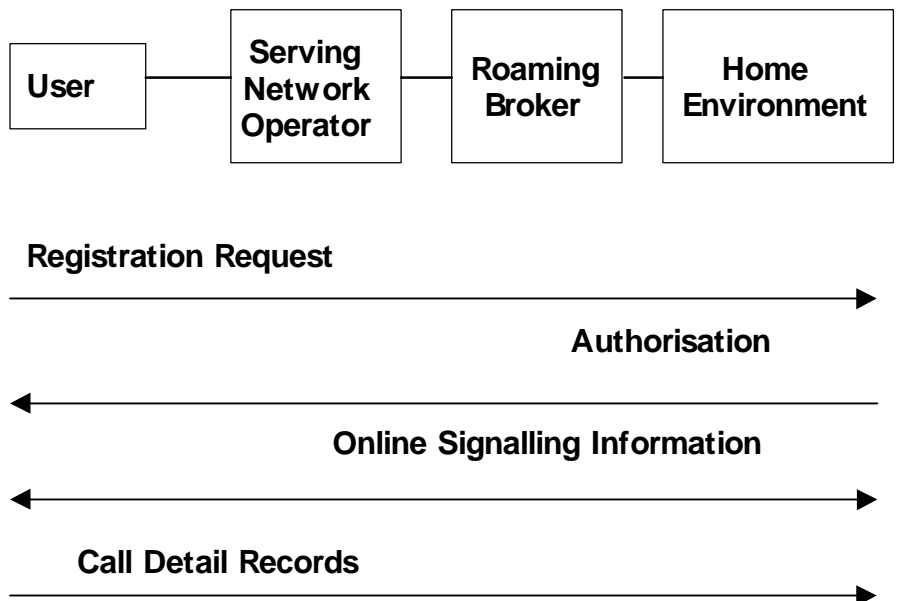 User
Serving
Network
Operator
Roaming
Broker
Home
Environment
Registration Request
Authorisation
Online Signalling Information
Call Detail Records